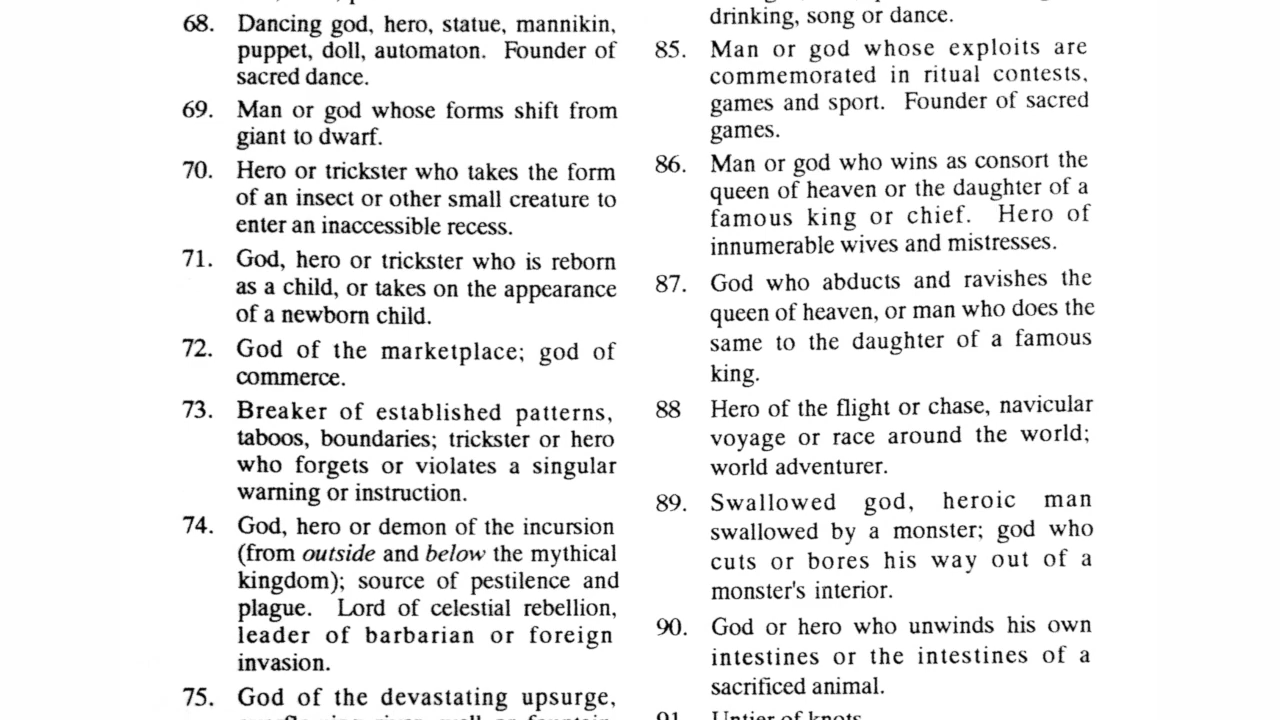 68. Dancing god, hero, statue, mannikin,
puppet, doll, automaton. Founder of
sacred dance.
69. Man or god whose forms shift from
giant to dwarf.
70. Hero or trickster who takes the form
of an insect or other small creature to
enter an inaccessible recess.
71. God, hero or trickster who is reborn
as a child, or takes on the appearance
of a newborn child.
72. God of the marketplace; god of
commerce.
73. Breaker of established patterns,
taboos, boundaries; trickster or hero
who forgets or violates a singular
warning or instruction.
74. God, hero or demon of the incursion
(from outside and below the mythical
kingdom); source of pestilence and
plague. Lord of celestial rebellion,
leader of barbarian or foreign
invasion.
75. God of the devastating upsurge,
drinking, song or dance.
85. Man or god whose exploits are
commemorated in ritual contests,
games and sport. Founder of sacred
games.
86. Man or god who wins as consort the
queen of heaven or the daughter of a
famous king or chief. Hero of
innumerable wives and mistresses.
87. God who abducts and ravishes the
queen of heaven, or man who does the
same to the daughter of a famous
king.
88 Hero of the flight or chase, navicular
voyage or race around the world;
world adventurer.
89. Swallowed god, heroic man
swallowed by a monster; god who
cuts or bores his way out of a
monster's interior.
90. God or hero who unwinds his own
intestines or the intestines of a
sacrificed animal.
91. Untier of knots